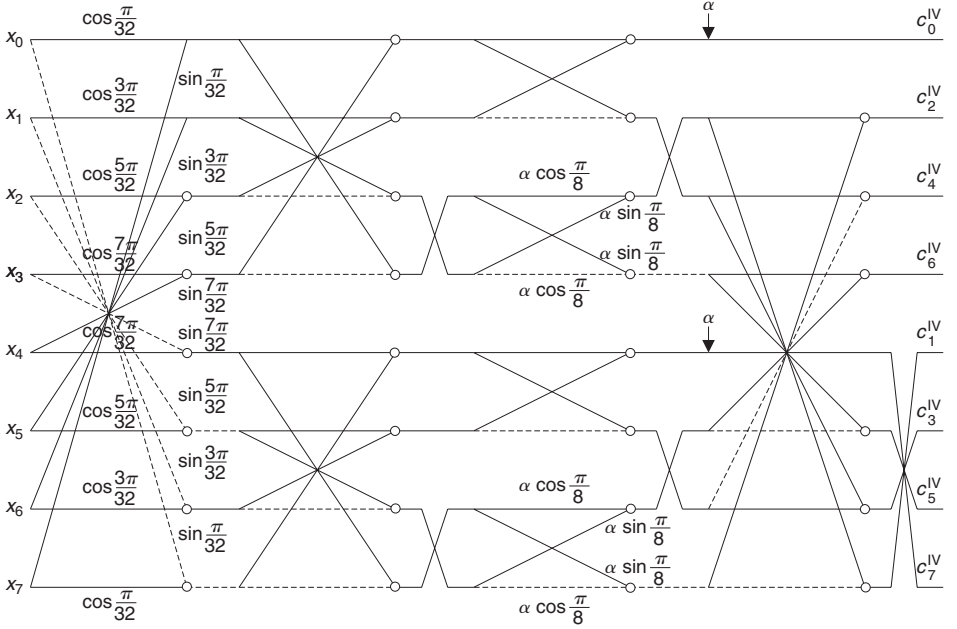 α
cos π/32
c₀^IV
x₀
sin π/32
cos 3π/32
c₂^IV
x₁
sin 3π/32
cos 5π/32
α cos π/8
c₄^IV
x₂
α sin π/8
sin 5π/32
cos 7π/32
α sin π/8
c₆^IV
x₃
sin 7π/32
α cos π/8
cos 7π/32
sin 7π/32
α
c₁^IV
x₄
sin 5π/32
cos 5π/32
c₃^IV
x₅
sin 3π/32
cos 3π/32
α cos π/8
c₅^IV
x₆
sin π/32
α sin π/8
α sin π/8
c₇^IV
x₇
cos π/32
α cos π/8